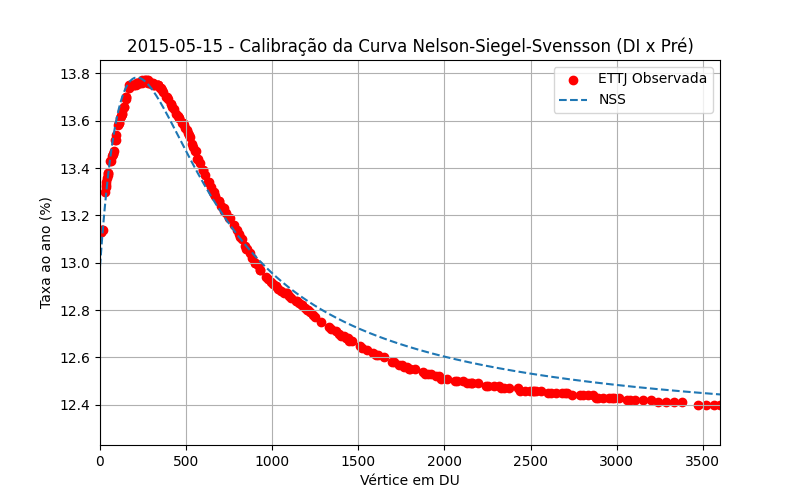 2015-05-15 - Calibração da Curva Nelson-Siegel-Svensson (DI x Pré)
ETTJ Observada
NSS
Taxa ao ano (%)
13.8
13.6
13.4
13.2
13.0
12.8
12.6
12.4
0 500 1000 1500 2000 2500 3000 3500
Vértice em DU